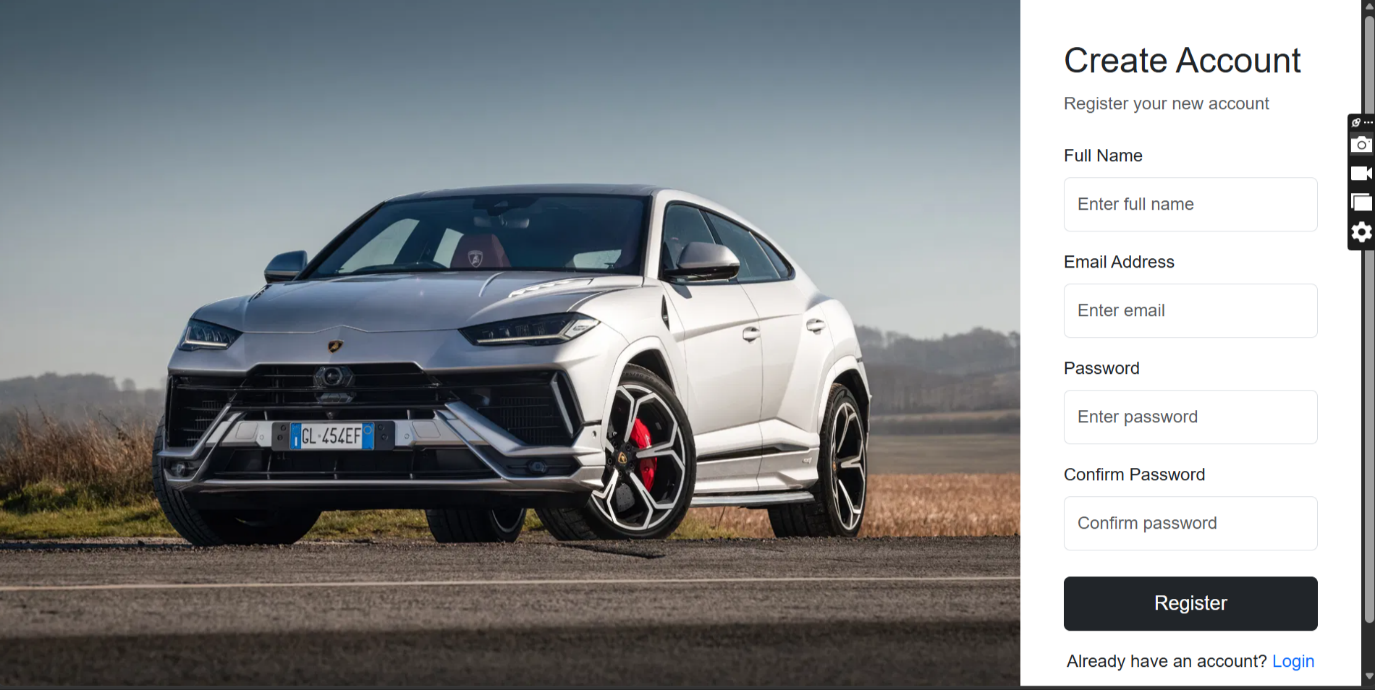 GL·454EF
Create Account
Register your new account
Full Name
Enter full name
Email Address
Enter email
Password
Enter password
Confirm Password
Confirm password
Register
Already have an account? Login